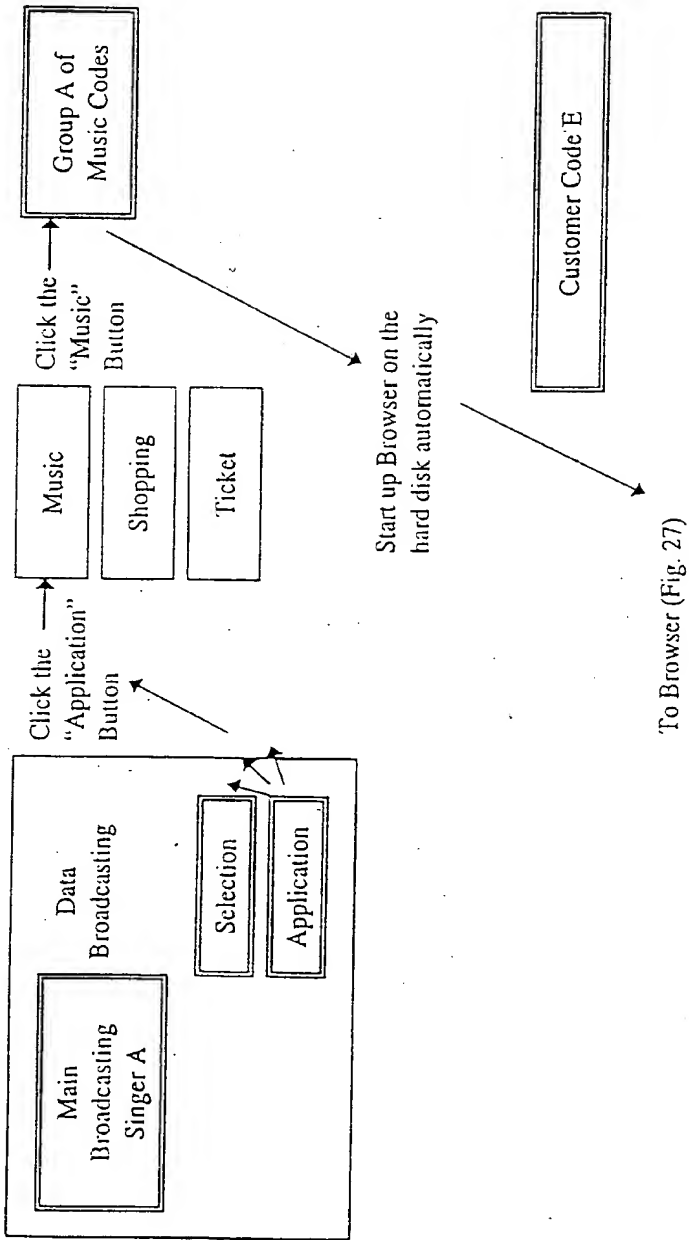 Main
Broadcasting
Singer A
Data
Broadcasting
Selection
Application
Click the
“Application”
Button
Music
Shopping
Ticket
Click the
“Music”
Button
Group A of
Music Codes
Start up Browser on the
hard disk automatically
Customer Code E
To Browser (Fig. 27)